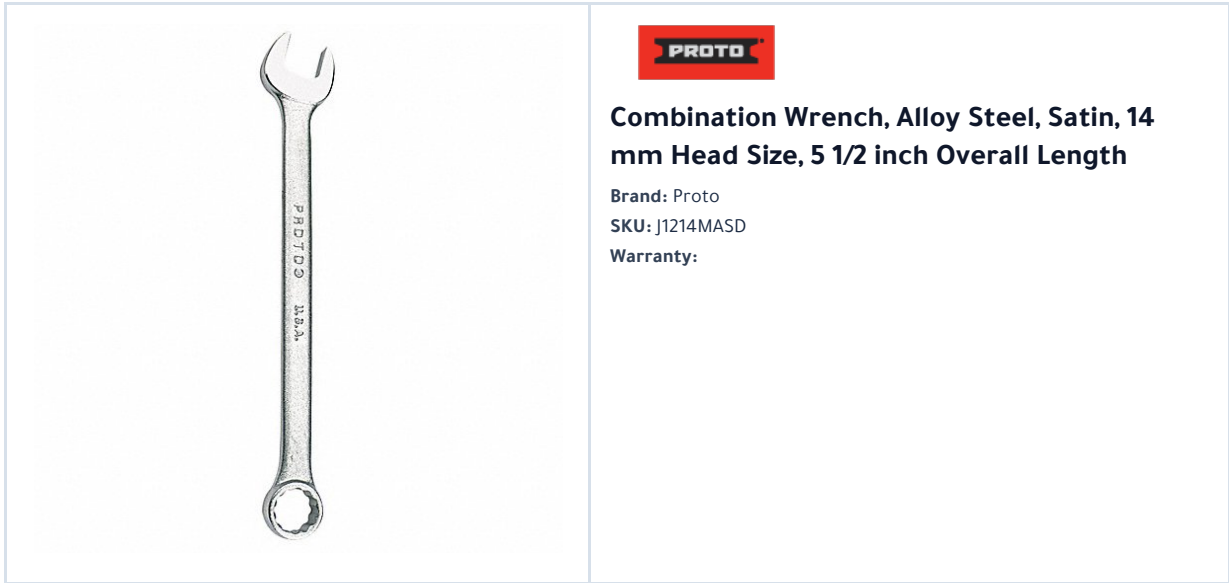 PROTO
U.S.A.
PROTO
Combination Wrench, Alloy Steel, Satin, 14
mm Head Size, 5 1/2 inch Overall Length
Brand: Proto
SKU: J1214MASD
Warranty: